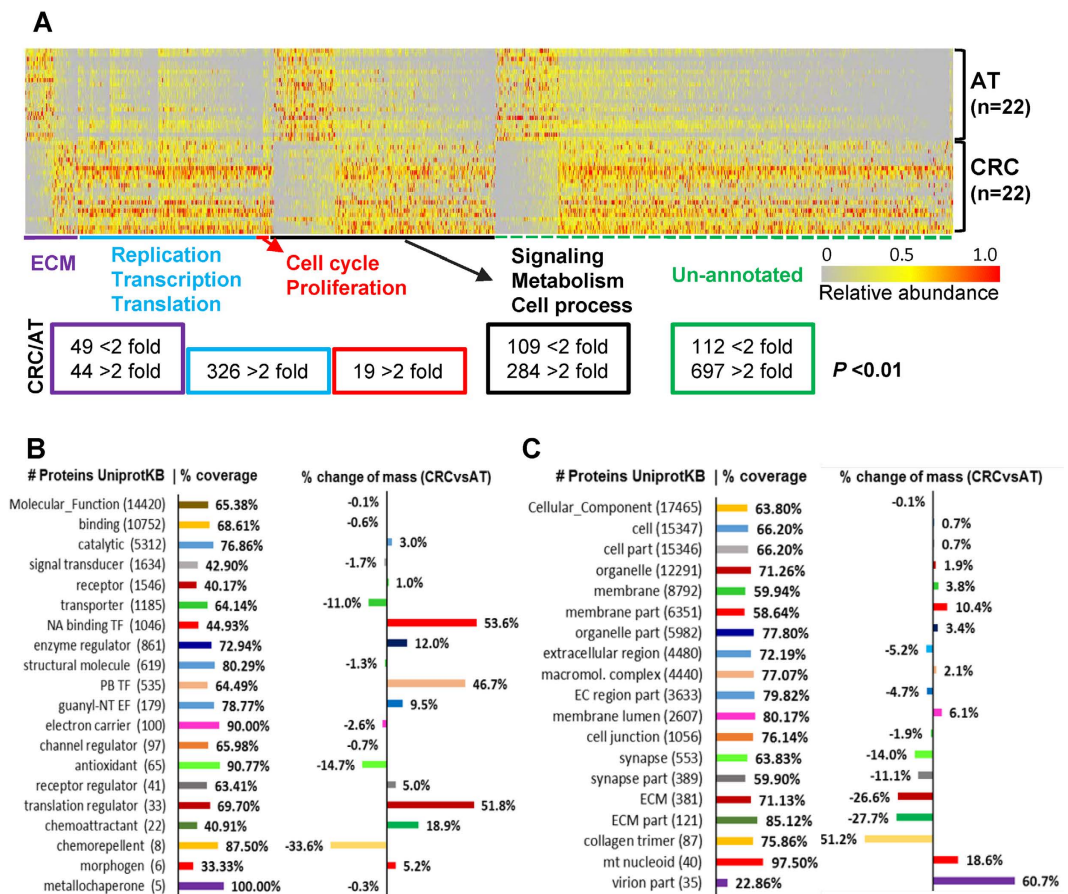 A
AT
(n=22)
CRC
(n=22)
ECM
Replication
Transcription
Translation
Cell cycle
Proliferation
Signaling
Metabolism
Cell process
Un-annotated
0 0.5 1.0
Relative abundance
CRC/AT
49 <2 fold
44 >2 fold
326 >2 fold
19 >2 fold
109 <2 fold
284 >2 fold
112 <2 fold
697 >2 fold
P <0.01
B
# Proteins UniprotKB | % coverage % change of mass (CRCvsAT)
Molecular_Function (14420) 65.38% -0.1%
binding (10752) 68.61% -0.6%
catalytic (5312) 76.86% 3.0%
signal transducer (1634) 42.90% -1.7%
receptor (1546) 40.17% 1.0%
transporter (1185) 64.14% -11.0%
NA binding TF (1046) 44.93% 53.6%
enzyme regulator (861) 72.94% 12.0%
structural molecule (619) 80.29% -1.3%
PB TF (535) 64.49% 46.7%
guanyl-NT EF (179) 78.77% 9.5%
electron carrier (100) 90.00% -2.6%
channel regulator (97) 65.98% -0.7%
antioxidant (65) 90.77% -14.7%
receptor regulator (41) 63.41% 5.0%
translation regulator (33) 69.70% 51.8%
chemoattractant (22) 40.91% 18.9%
chemorepellent (8) 87.50% -33.6%
morphogen (6) 33.33% 5.2%
metallochaperone (5) 100.00% -0.3%
C
# Proteins UniprotKB | % coverage % change of mass (CRCvsAT)
Cellular_Component (17465) 63.80% -0.1%
cell (15347) 66.20% 0.7%
cell part (15346) 66.20% 0.7%
organelle (12291) 71.26% 1.9%
membrane (8792) 59.94% 3.8%
membrane part (6351) 58.64% 10.4%
organelle part (5982) 77.80% 3.4%
extracellular region (4480) 72.19% -5.2%
macromol. complex (4440) 77.07% 2.1%
EC region part (3633) 79.82% -4.7%
membrane lumen (2607) 80.17% 6.1%
cell junction (1056) 76.14% -1.9%
synapse (553) 63.83% -14.0%
synapse part (389) 59.90% -11.1%
ECM (381) 71.13% -26.6%
ECM part (121) 85.12% -27.7%
collagen trimer (87) 75.86% 51.2%
mt nucleoid (40) 97.50% 18.6%
virion part (35) 22.86% 60.7%